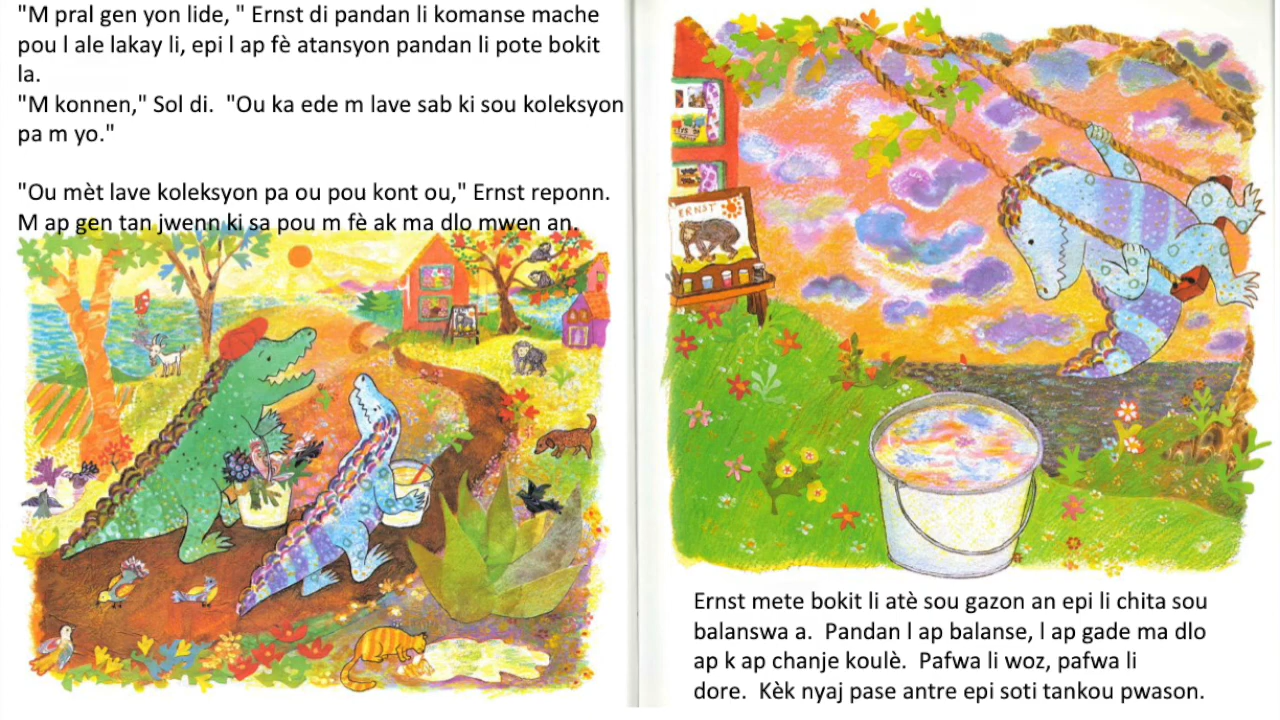 "M pral gen yon lide, " Ernst di pandan li komanse mache
pou l ale lakay li, epi l ap fè atansyon pandan li pote bokit
la.
"M konnen," Sol di.  "Ou ka ede m lave sab ki sou koleksyon
pa m yo."
"Ou mèt lave koleksyon pa ou pou kont ou," Ernst reponn.
M ap gen tan jwenn ki sa pou m fè ak ma dlo mwen an.
ERNST
Ernst mete bokit li atè sou gazon an epi li chita sou
balanswa a.  Pandan l ap balanse, l ap gade ma dlo
ap k ap chanje koulè.  Pafwa li woz, pafwa li
dore.  Kèk nyaj pase antre epi soti tankou pwason.